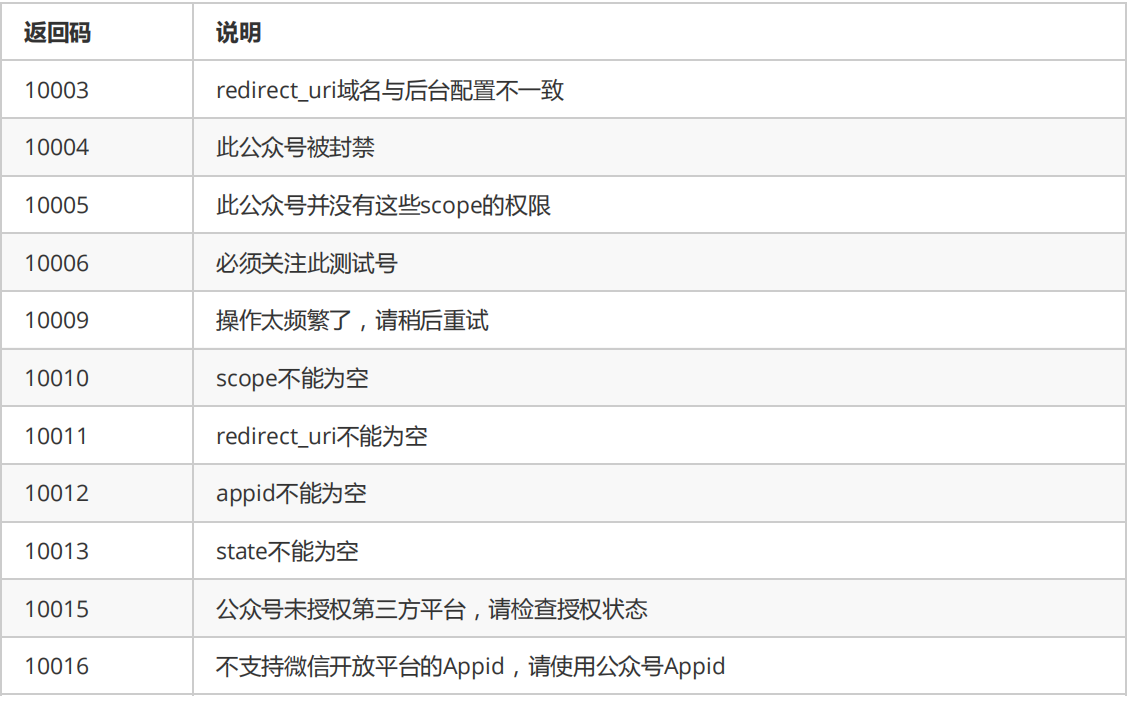 返回码 说明
10003 redirect_uri域名与后台配置不一致
10004 此公众号被封禁
10005 此公众号并没有这些scope的权限
10006 必须关注此测试号
10009 操作太频繁了，请稍后重试
10010 scope不能为空
10011 redirect_uri不能为空
10012 appid不能为空
10013 state不能为空
10015 公众号未授权第三方平台，请检查授权状态
10016 不支持微信开放平台的Appid，请使用公众号Appid